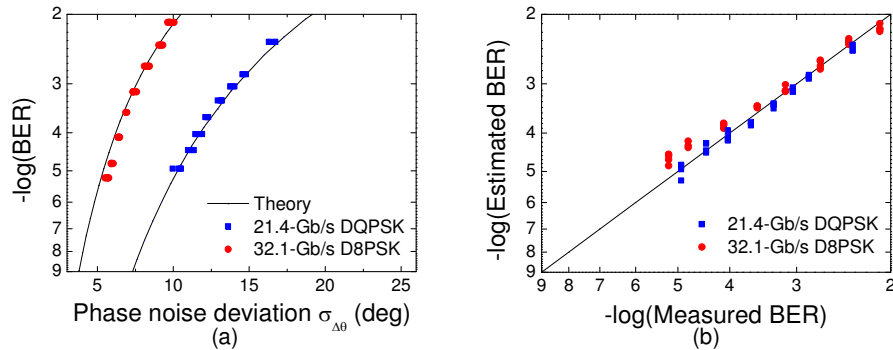 2
3
4
5
6
7
8
9
-log(BER)
Theory
21.4-Gb/s DQPSK
32.1-Gb/s D8PSK
5 10 15 20 25
Phase noise deviation σΔθ (deg)
(a)
2
3
4
5
6
7
8
9
-log(Estimated BER)
21.4-Gb/s DQPSK
32.1-Gb/s D8PSK
9 8 7 6 5 4 3 2
-log(Measured BER)
(b)